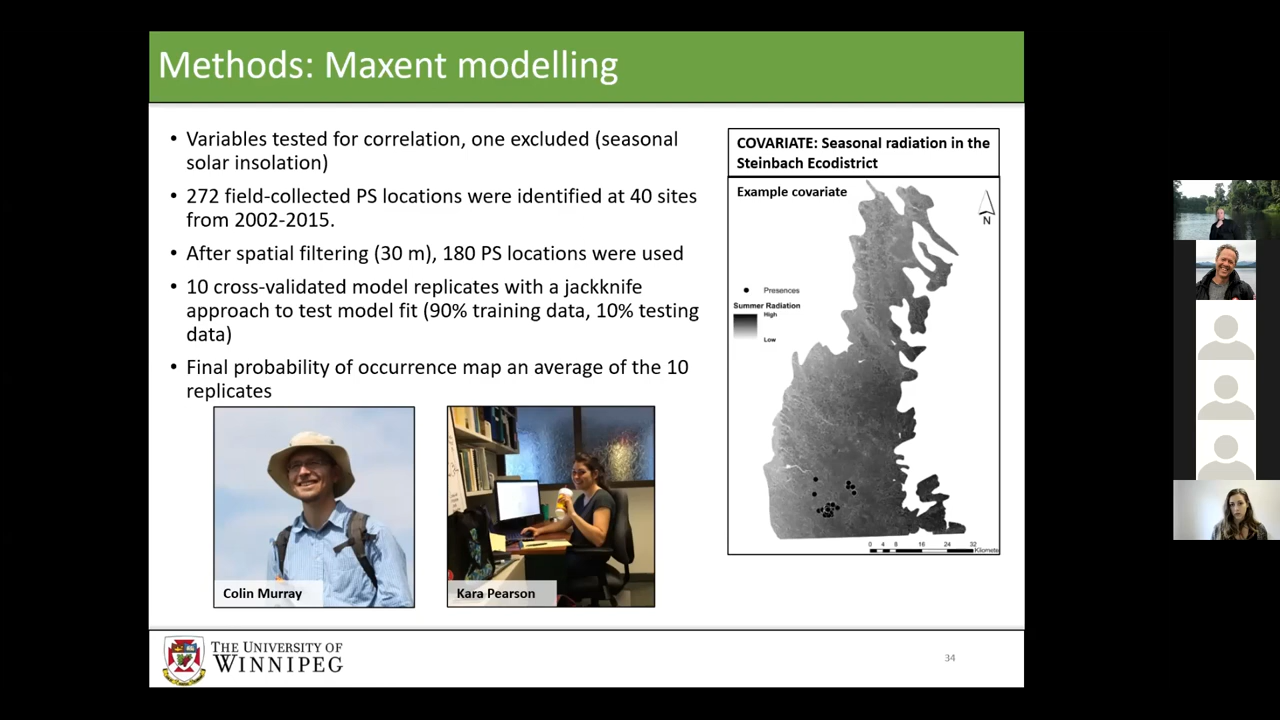 Methods: Maxent modelling
• Variables tested for correlation, one excluded (seasonal
solar insolation)
• 272 field-collected PS locations were identified at 40 sites
from 2002-2015.
• After spatial filtering (30 m), 180 PS locations were used
• 10 cross-validated model replicates with a jackknife
approach to test model fit (90% training data, 10% testing
data)
• Final probability of occurrence map an average of the 10
replicates
COVARIATE: Seasonal radiation in the
Steinbach Ecodistrict
Example covariate
N
Presences
Summer Radiation
High
Low
0 4 8 16 24 32
Kilometers
Colin Murray
Kara Pearson
THE UNIVERSITY OF
WINNIPEG
34